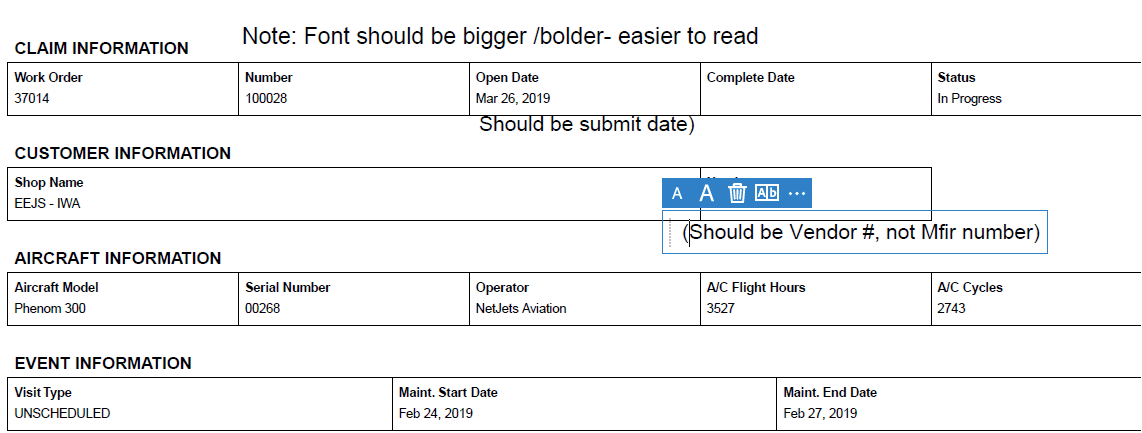 Note: Font should be bigger /bolder- easier to read
CLAIM INFORMATION
Work Order Number Open Date Complete Date Status
37014 100028 Mar 26, 2019 In Progress
Should be submit date)
CUSTOMER INFORMATION
Shop Name
A A Ab ...
EEJS - IWA
(Should be Vendor #, not Mfir number)
AIRCRAFT INFORMATION
Aircraft Model Serial Number Operator A/C Flight Hours A/C Cycles
Phenom 300 00268 NetJets Aviation 3527 2743
EVENT INFORMATION
Visit Type Maint. Start Date Maint. End Date
UNSCHEDULED Feb 24, 2019 Feb 27, 2019